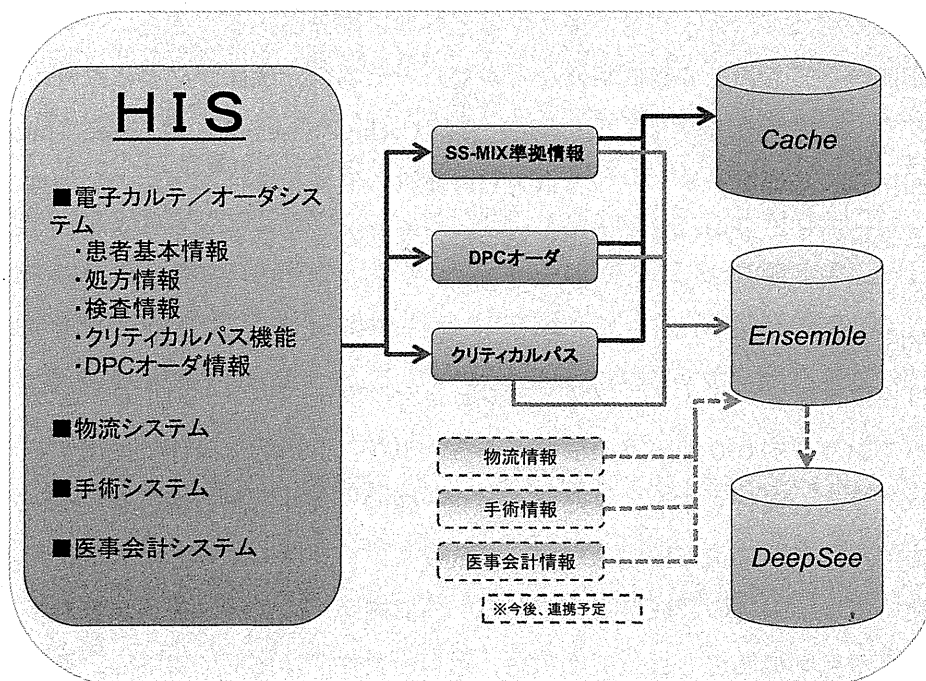 HIS
■電子カルテ／オーダシス
テム
・患者基本情報
・処方情報
・検査情報
・クリティカルパス機能
・DPCオーダ情報
■物流システム
■手術システム
■医事会計システム
SS-MIX準拠情報
DPCオーダ
クリティカルパス
物流情報
手術情報
医事会計情報
※今後、連携予定
Cache
Ensemble
DeepSee